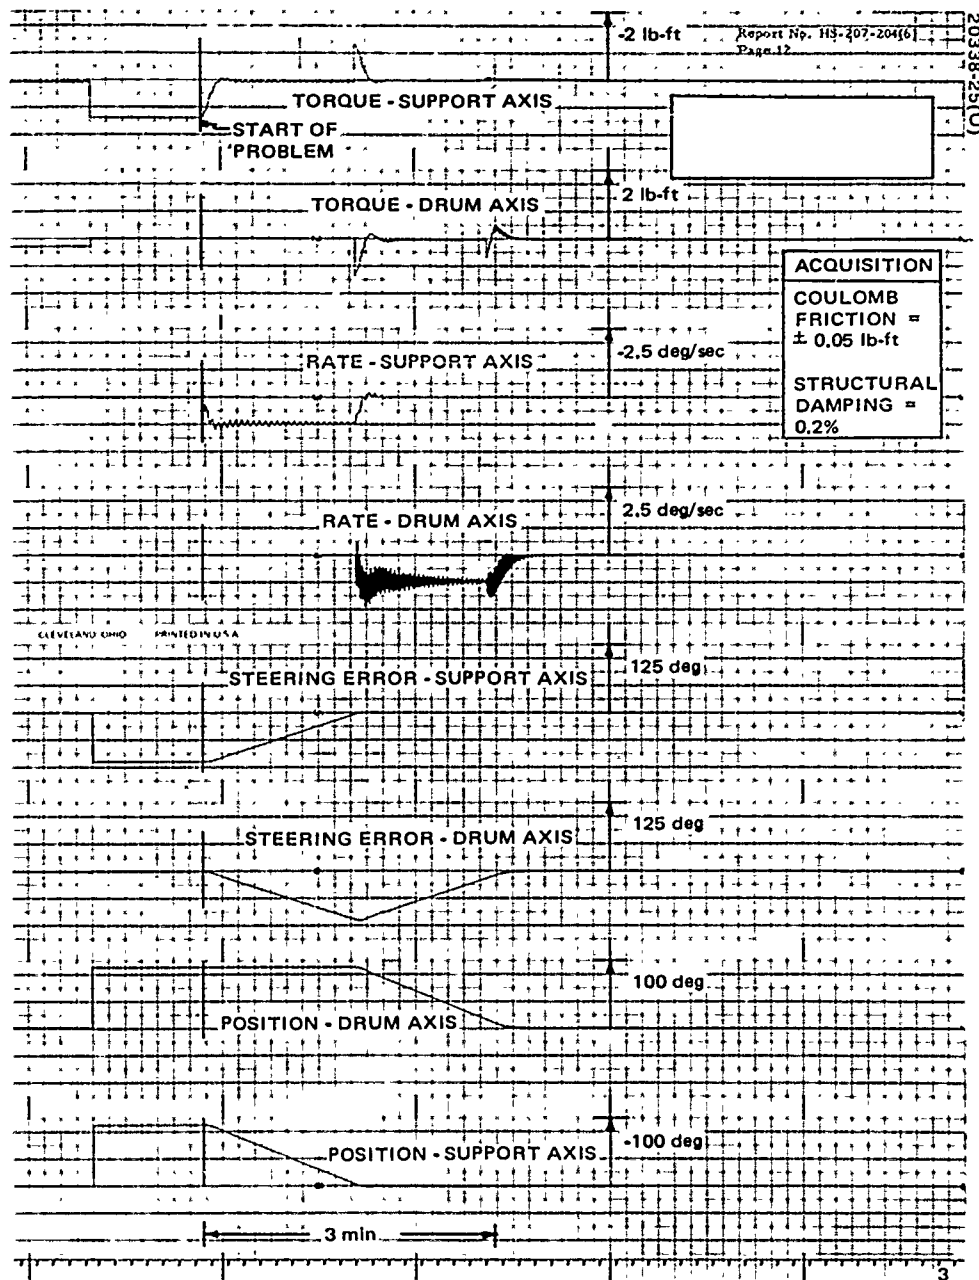 -2 lb-ft
Report No. HS-207-204(6)
Page 12
20338-25(U)
TORQUE - SUPPORT AXIS
START OF
PROBLEM
2 lb-ft
TORQUE - DRUM AXIS
ACQUISITION
COULOMB
FRICTION =
± 0.05 lb-ft
STRUCTURAL
DAMPING =
0.2%
-2.5 deg/sec
RATE - SUPPORT AXIS
2.5 deg/sec
RATE - DRUM AXIS
CLEVELAND OHIO PRINTED IN U.S.A.
125 deg
STEERING ERROR - SUPPORT AXIS
125 deg
STEERING ERROR - DRUM AXIS
100 deg
POSITION - DRUM AXIS
-100 deg
POSITION - SUPPORT AXIS
3 min
3